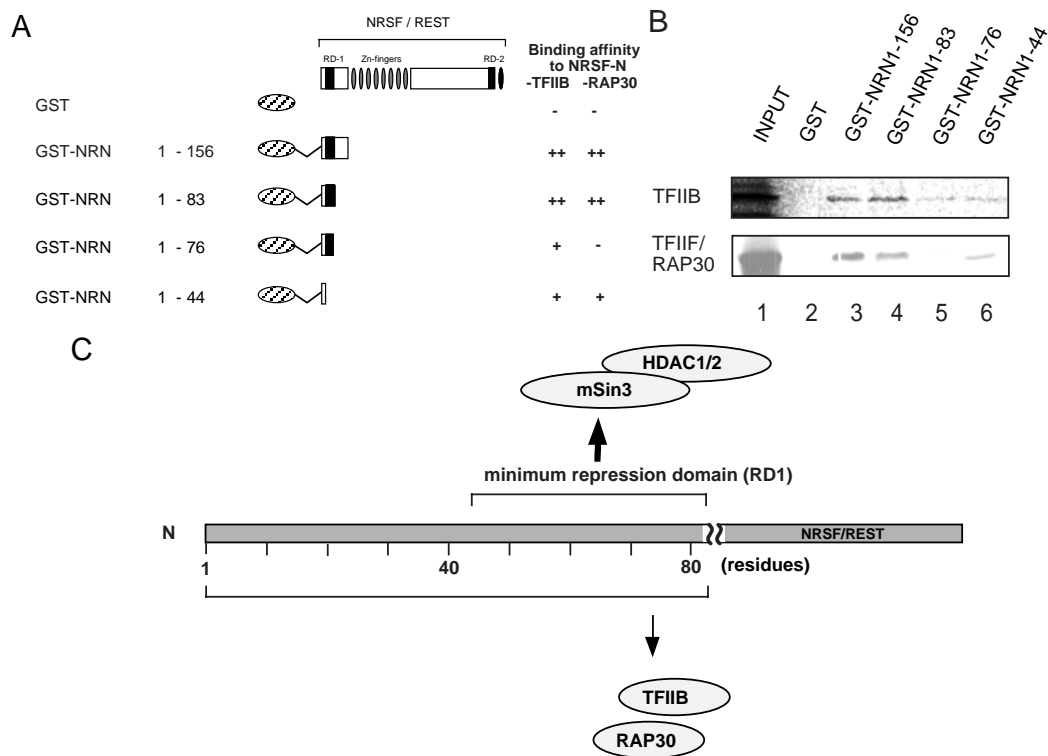 A
NRSF / REST
RD-1 Zn-fingers RD-2
Binding affinity
to NRSF-N
-TFIIB -RAP30
GST - -
GST-NRN 1 - 156 ++ ++
GST-NRN 1 - 83 ++ ++
GST-NRN 1 - 76 + -
GST-NRN 1 - 44 + +
B
INPUT GST GST-NRN1-156 GST-NRN1-83 GST-NRN1-76 GST-NRN1-44
TFIIB
TFIIF/
RAP30
1 2 3 4 5 6
C
HDAC1/2
mSin3
minimum repression domain (RD1)
N NRSF/REST
1 40 80 (residues)
TFIIB
RAP30